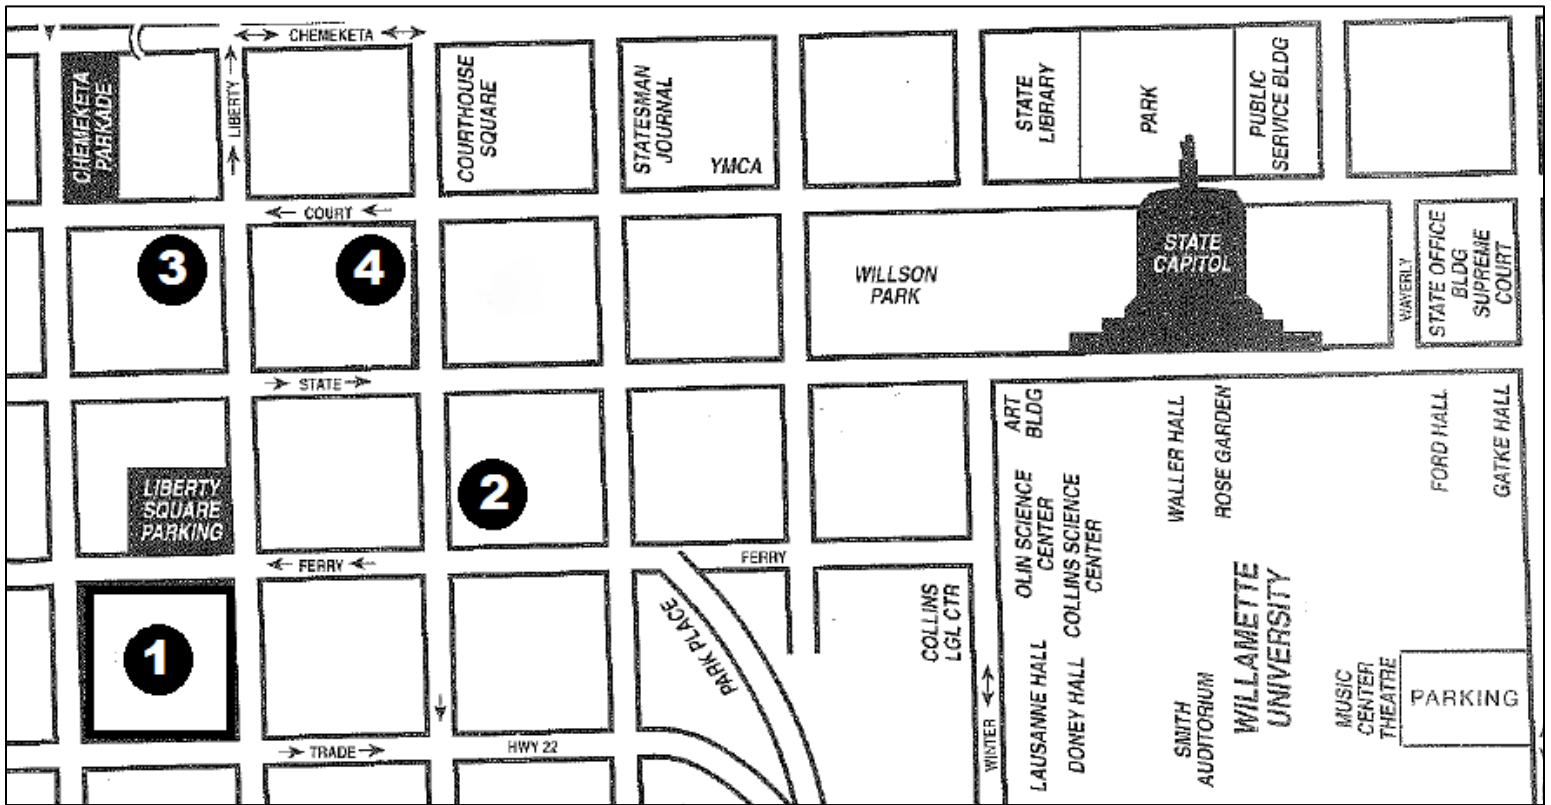 CHEMEKETA
LIBERTY
CHEMEKETA
PARKADE
COURTHOUSE
SQUARE
STATESMAN
JOURNAL
YMCA
STATE
LIBRARY
PARK
PUBLIC
SERVICE BLDG
COURT
3
4
WILLSON
PARK
STATE
CAPITOL
WAVERLY
STATE OFFICE
BLDG
SUPREME
COURT
STATE
LIBERTY
SQUARE
PARKING
2
ART
BLDG
OLIN SCIENCE
CENTER
COLLINS SCIENCE
CENTER
WALLER HALL
ROSE GARDEN
FORD HALL
GATKE HALL
FERRY
FERRY
1
PARK PLACE
COLLINS
LGL CTR
WINTER
LAUSANNE HALL
DONEY HALL
SMITH
AUDITORIUM
WILLAMETTE
UNIVERSITY
MUSIC
CENTER
THEATRE
PARKING
TRADE
HWY 22